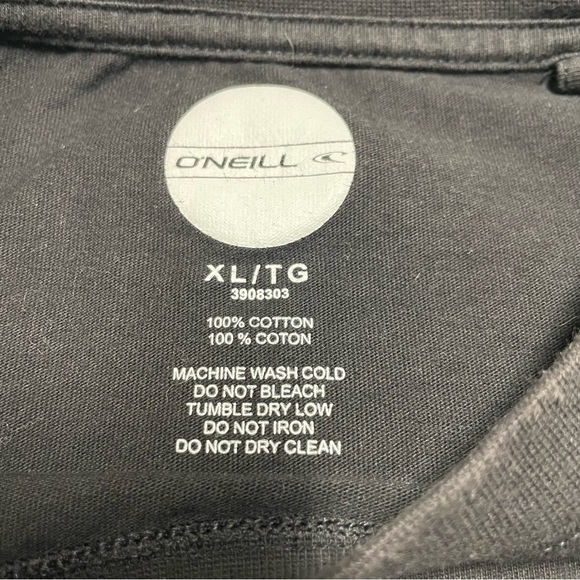 O'NEILL
XL/TG
3908303
100% COTTON
100 % COTON
MACHINE WASH COLD
DO NOT BLEACH
TUMBLE DRY LOW
DO NOT IRON
DO NOT DRY CLEAN